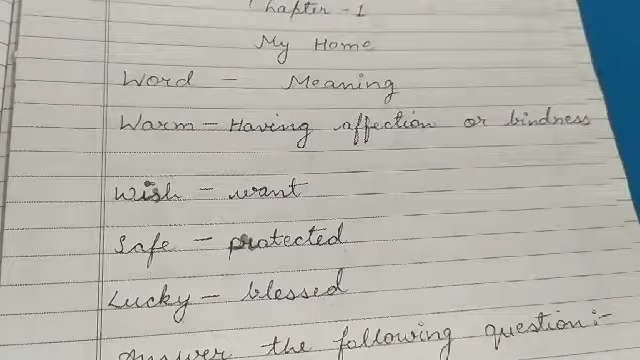 Chapter - 1
My Home
Word - Meaning
Warm - Having affection or kindness
Wish - want
Safe - protected
Lucky - blessed
Answer the following question :-